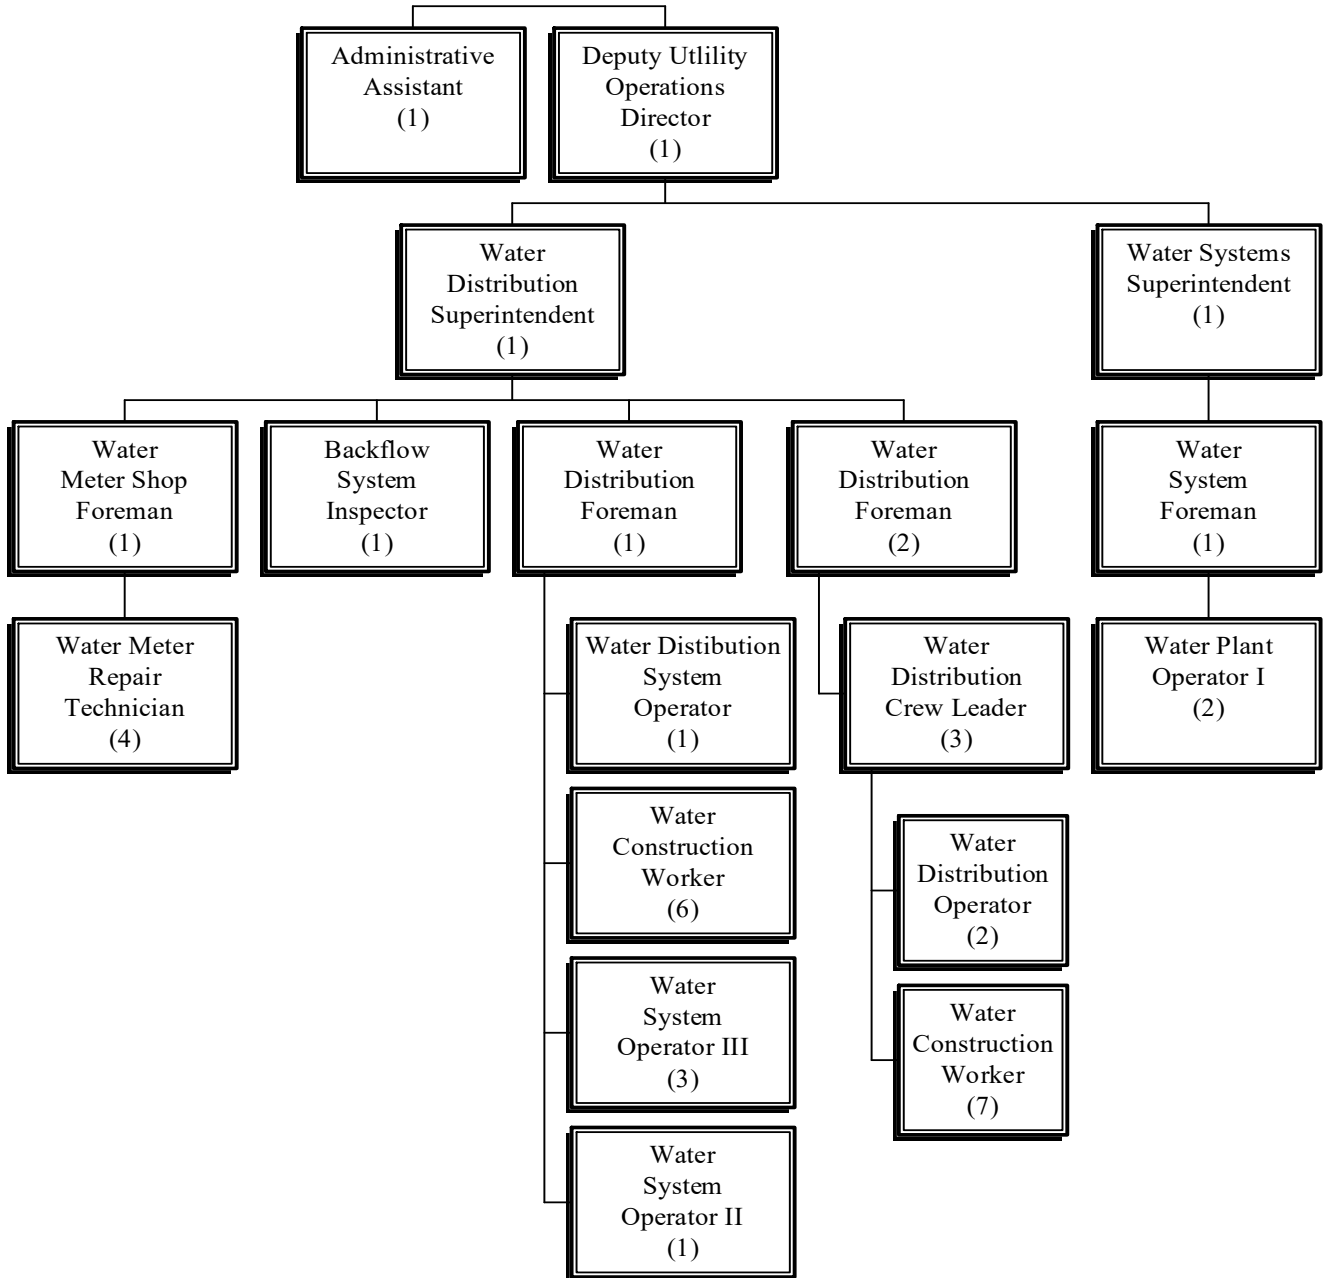 Administrative
Assistant
(1)
Deputy Utlility
Operations
Director
(1)
Water
Distribution
Superintendent
(1)
Water Systems
Superintendent
(1)
Water
Meter Shop
Foreman
(1)
Backflow
System
Inspector
(1)
Water
Distribution
Foreman
(1)
Water
Distribution
Foreman
(2)
Water
System
Foreman
(1)
Water Meter
Repair
Technician
(4)
Water Distibution
System
Operator
(1)
Water
Distribution
Crew Leader
(3)
Water Plant
Operator I
(2)
Water
Construction
Worker
(6)
Water
Distribution
Operator
(2)
Water
System
Operator III
(3)
Water
Construction
Worker
(7)
Water
System
Operator II
(1)